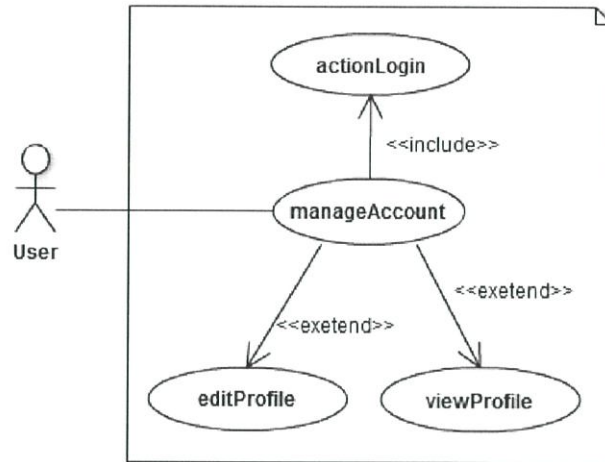 actionLogin
<<include>>
manageAccount
User
<<exetend>>
<<exetend>>
editProfile
viewProfile